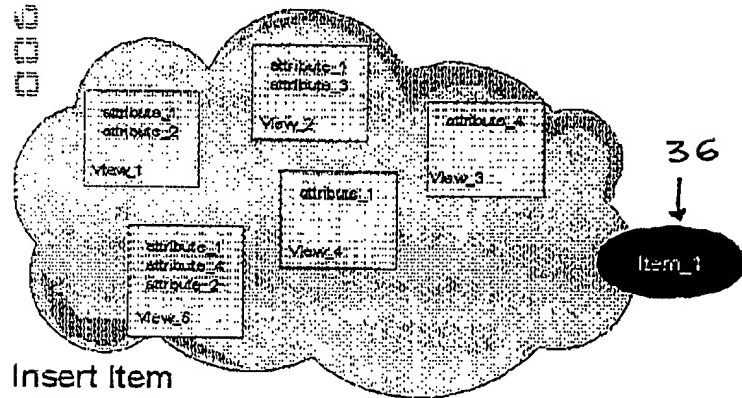 attribute_1
attribute_3
View_2
attribute_1
attribute_2
View_1
attribute_4
View_3
36
attribute_1
View_4
Item_1
attribute_1
attribute_4
attribute_2
View_5
Insert Item